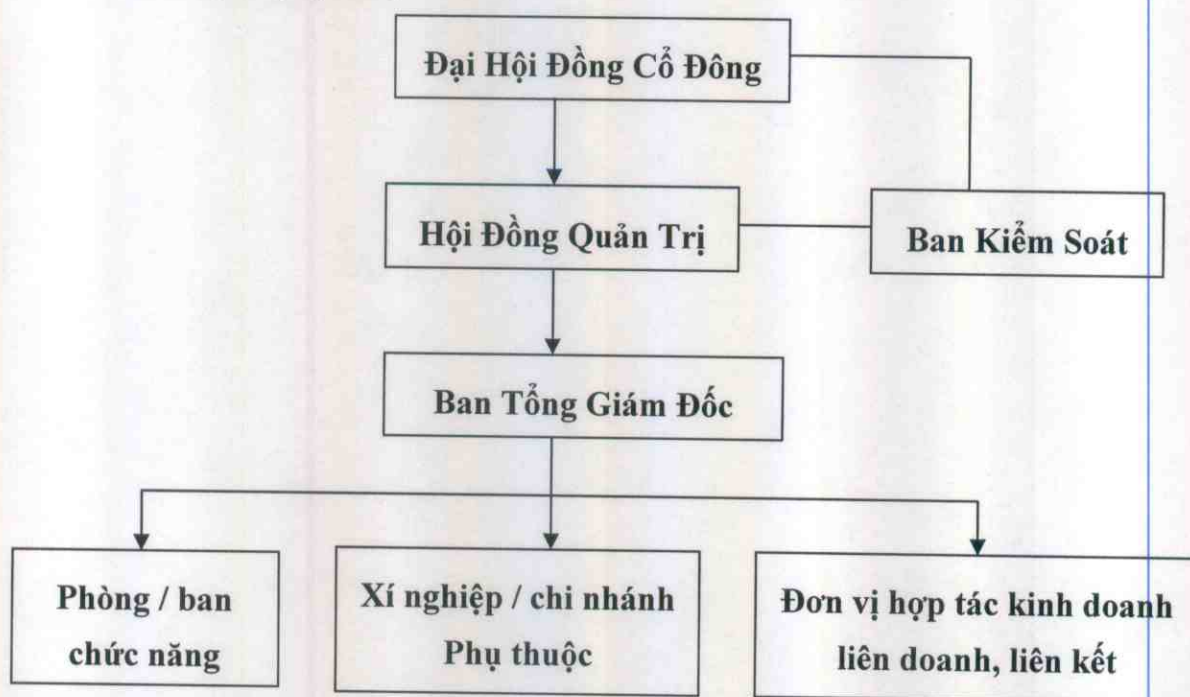 Đại Hội Đồng Cổ Đông
Hội Đồng Quản Trị
Ban Kiểm Soát
Ban Tổng Giám Đốc
Phòng / ban
chức năng
Xí nghiệp / chi nhánh
Phụ thuộc
Đơn vị hợp tác kinh doanh
liên doanh, liên kết